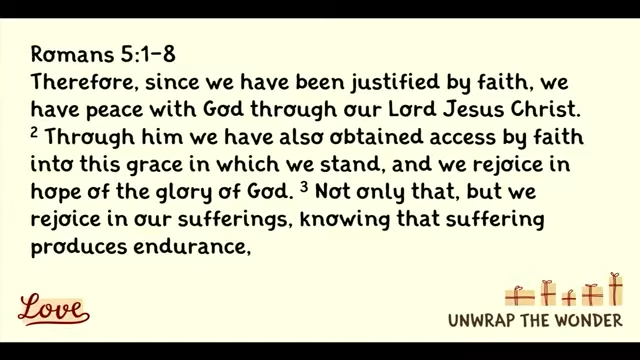 Romans 5:1–8
Therefore, since we have been justified by faith, we
have peace with God through our Lord Jesus Christ.
² Through him we have also obtained access by faith
into this grace in which we stand, and we rejoice in
hope of the glory of God. ³ Not only that, but we
rejoice in our sufferings, knowing that suffering
produces endurance,
Love
UNWRAP THE WONDER